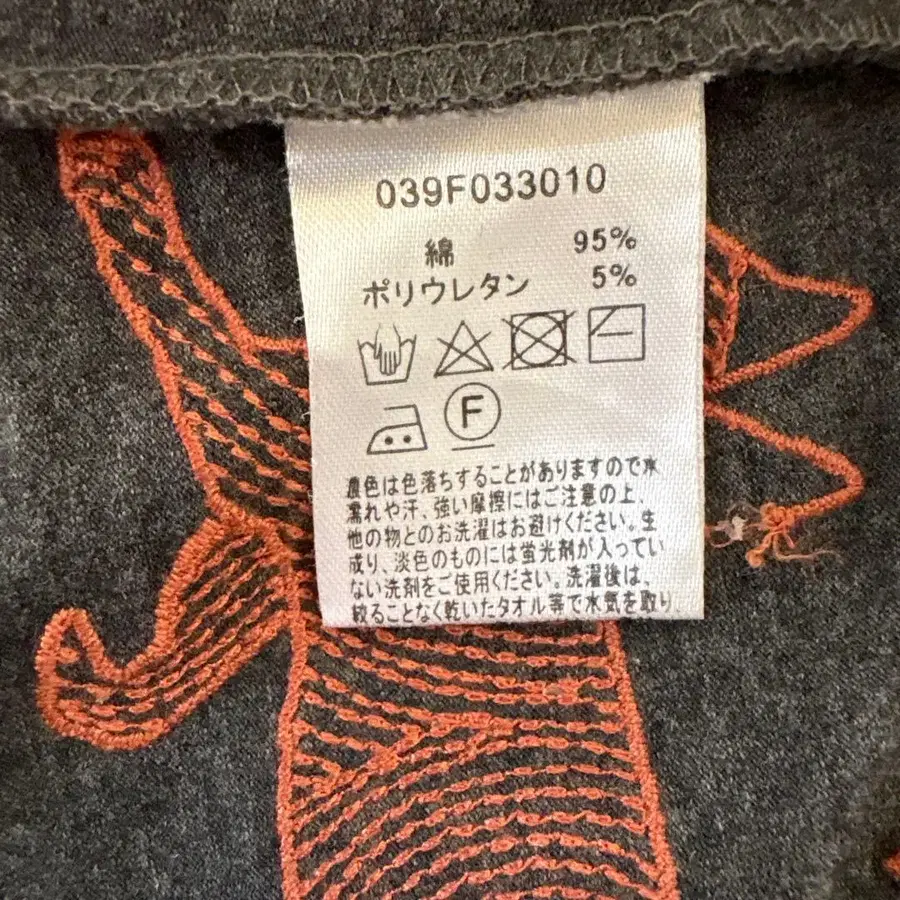 039F033010
綿 95%
ポリウレタン 5%
F
濃色は色落ちすることがありますので水
濡れや汗、強い摩擦にはご注意の上、
他の物とのお洗濯はお避けください。生
成り、淡色のものには蛍光剤が入ってい
ない洗剤をご使用ください。洗濯後は、
絞ることなく乾いたタオル等で水気を取り、